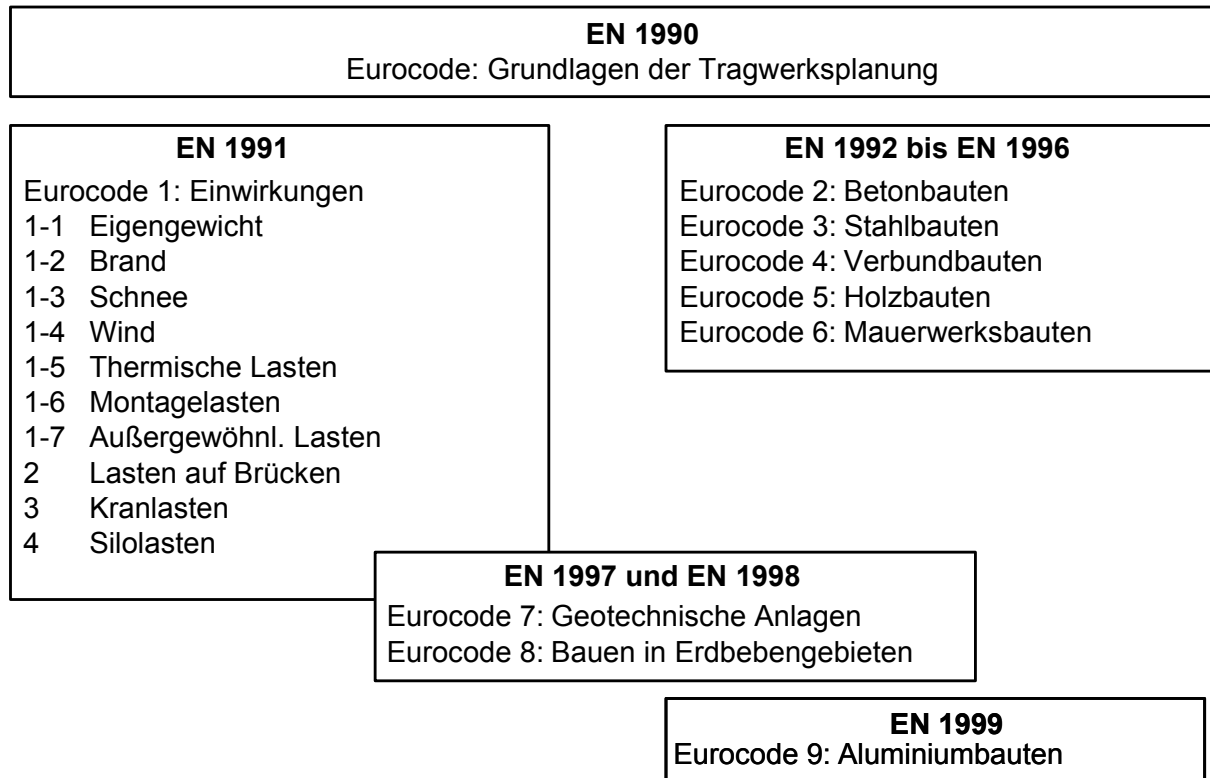 EN 1990
Eurocode: Grundlagen der Tragwerksplanung
EN 1991
Eurocode 1: Einwirkungen
1-1 Eigengewicht
1-2 Brand
1-3 Schnee
1-4 Wind
1-5 Thermische Lasten
1-6 Montagelasten
1-7 Außergewöhnl. Lasten
2 Lasten auf Brücken
3 Kranlasten
4 Silolasten
EN 1992 bis EN 1996
Eurocode 2: Betonbauten
Eurocode 3: Stahlbauten
Eurocode 4: Verbundbauten
Eurocode 5: Holzbauten
Eurocode 6: Mauerwerksbauten
EN 1997 und EN 1998
Eurocode 7: Geotechnische Anlagen
Eurocode 8: Bauen in Erdbebengebieten
EN 1999
Eurocode 9: Aluminiumbauten